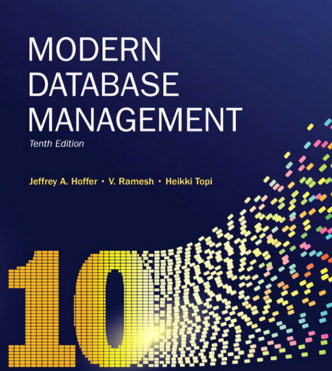 MODERN
DATABASE
MANAGEMENT
Tenth Edition
Jeffrey A. Hoffer • V. Ramesh • Heikki Topi
10